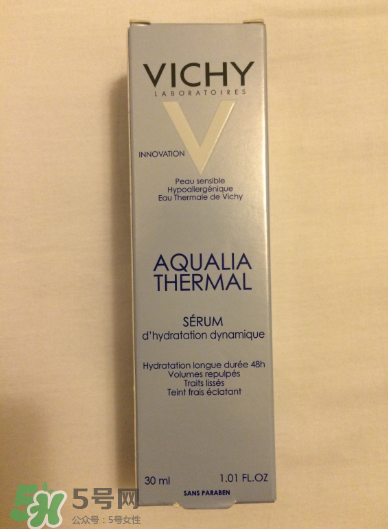 VICHY
LABORATOIRES
INNOVATION
Peau sensible
Hypoallergénique
Eau Thermale de Vichy
AQUALIA
THERMAL
SÉRUM
d'hydratation dynamique
Hydratation longue durée 48h
Volumes repulpés
Traits lissés
Teint frais éclatant
30 ml 1.01 FL.OZ
SANS PARABEN
5号网
公众号：5号女性